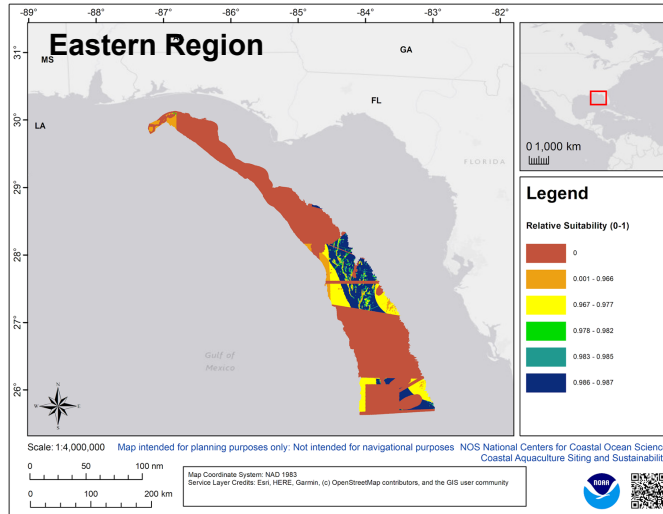 -89° -88° -87° -86° -85° -84° -83°
Eastern Region
MS
GA
FL
LA
FLORIDA
31°
30°
29°
28°
27°
26°
Gulf of
Mexico
N
W E
S
0 1,000 km
Legend
Relative Suitability (0-1)
0
0.001 - 0.966
0.967 - 0.977
0.978 - 0.982
0.983 - 0.985
0.986 - 0.987
Scale: 1:4,000,000 Map intended for planning purposes only: Not intended for navigational purposes NOS National Centers for Coastal Ocean Scienc
Coastal Aquaculture Siting and Sustainabilit
0 50 100 nm
0 100 200 km
Map Coordinate System: NAD 1983
Service Layer Credits: Esri, HERE, Garmin, (c) OpenStreetMap contributors, and the GIS user community
NOAA